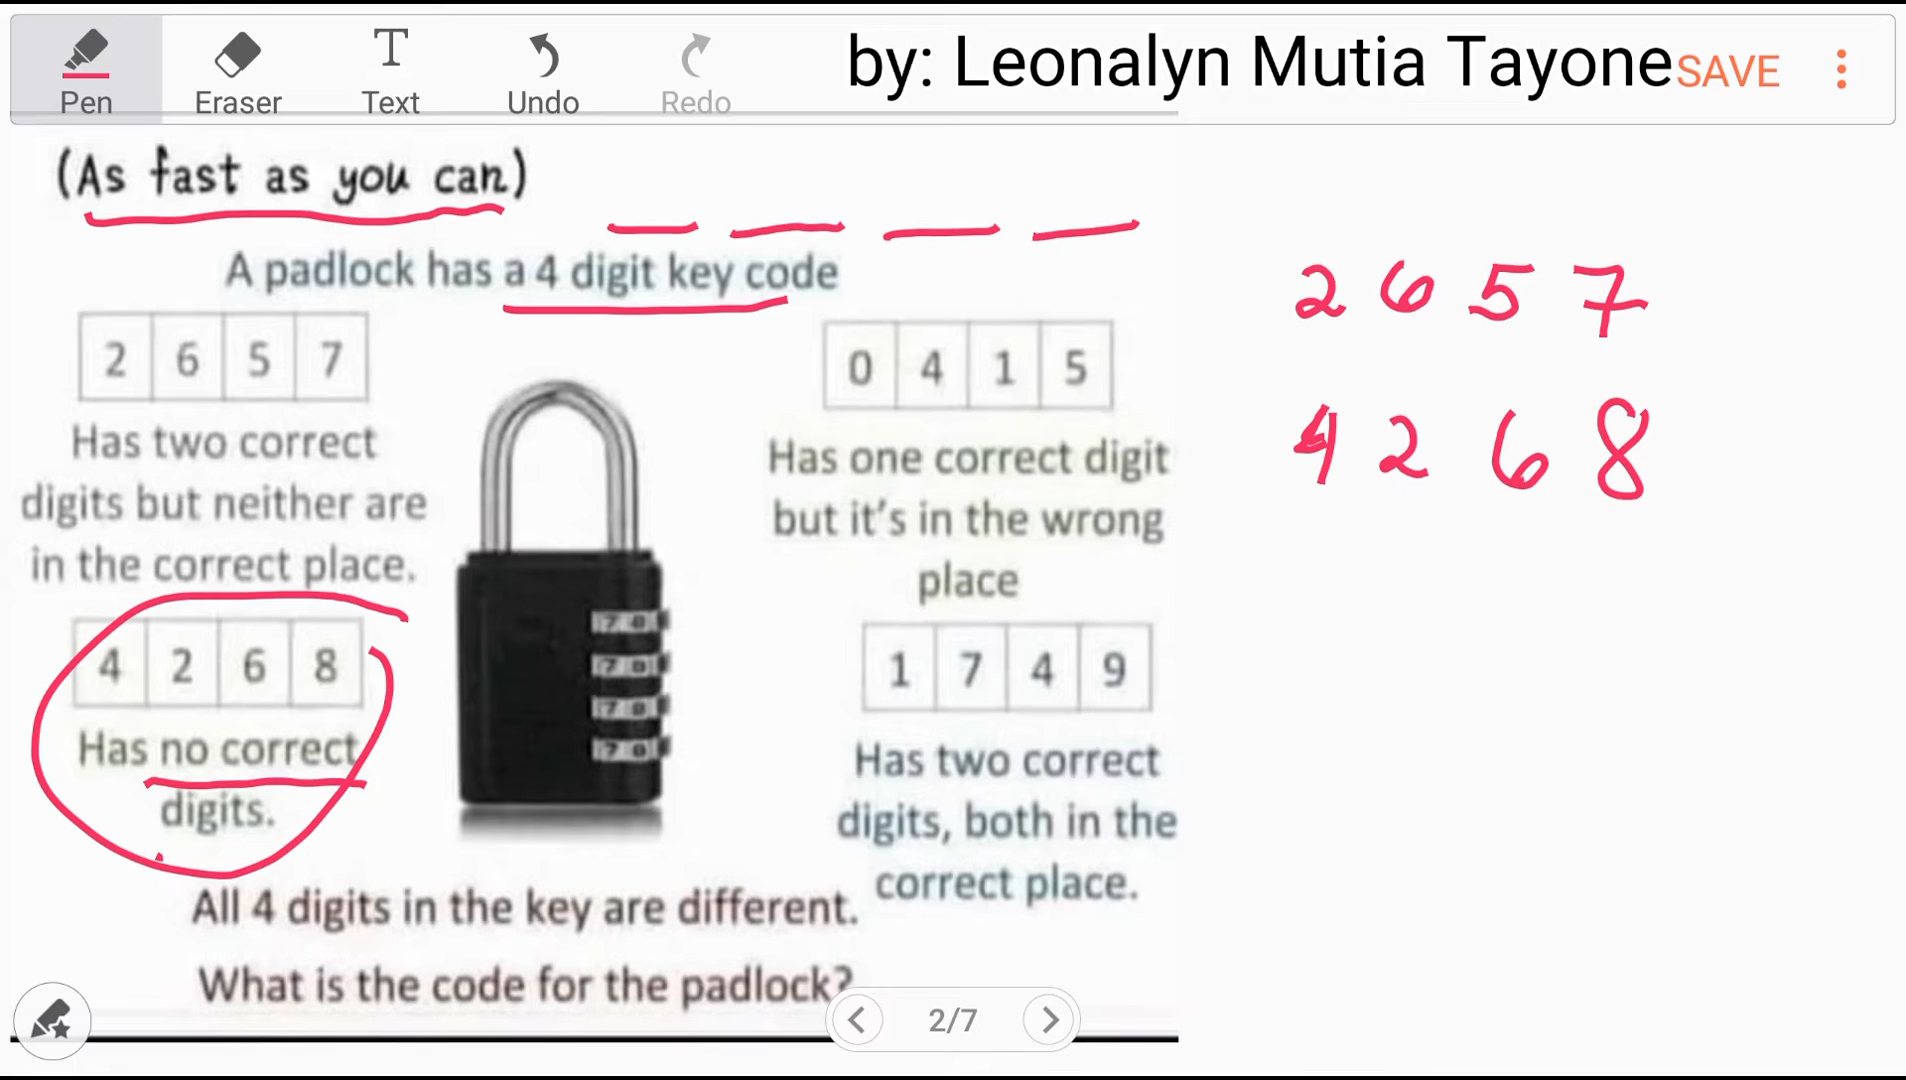 by: Leonalyn Mutia Tayone
SAVE
Pen
Eraser
T
Text
Undo
Redo
(As fast as you can)
A padlock has a 4 digit key code
2 6 5 7
Has two correct
digits but neither are
in the correct place.
0 4 1 5
Has one correct digit
but it's in the wrong
place
4 2 6 8
Has no correct
digits.
1 7 4 9
Has two correct
digits, both in the
correct place.
All 4 digits in the key are different.
What is the code for the padlock?
2/7
2 6 5 7
4 2 6 8